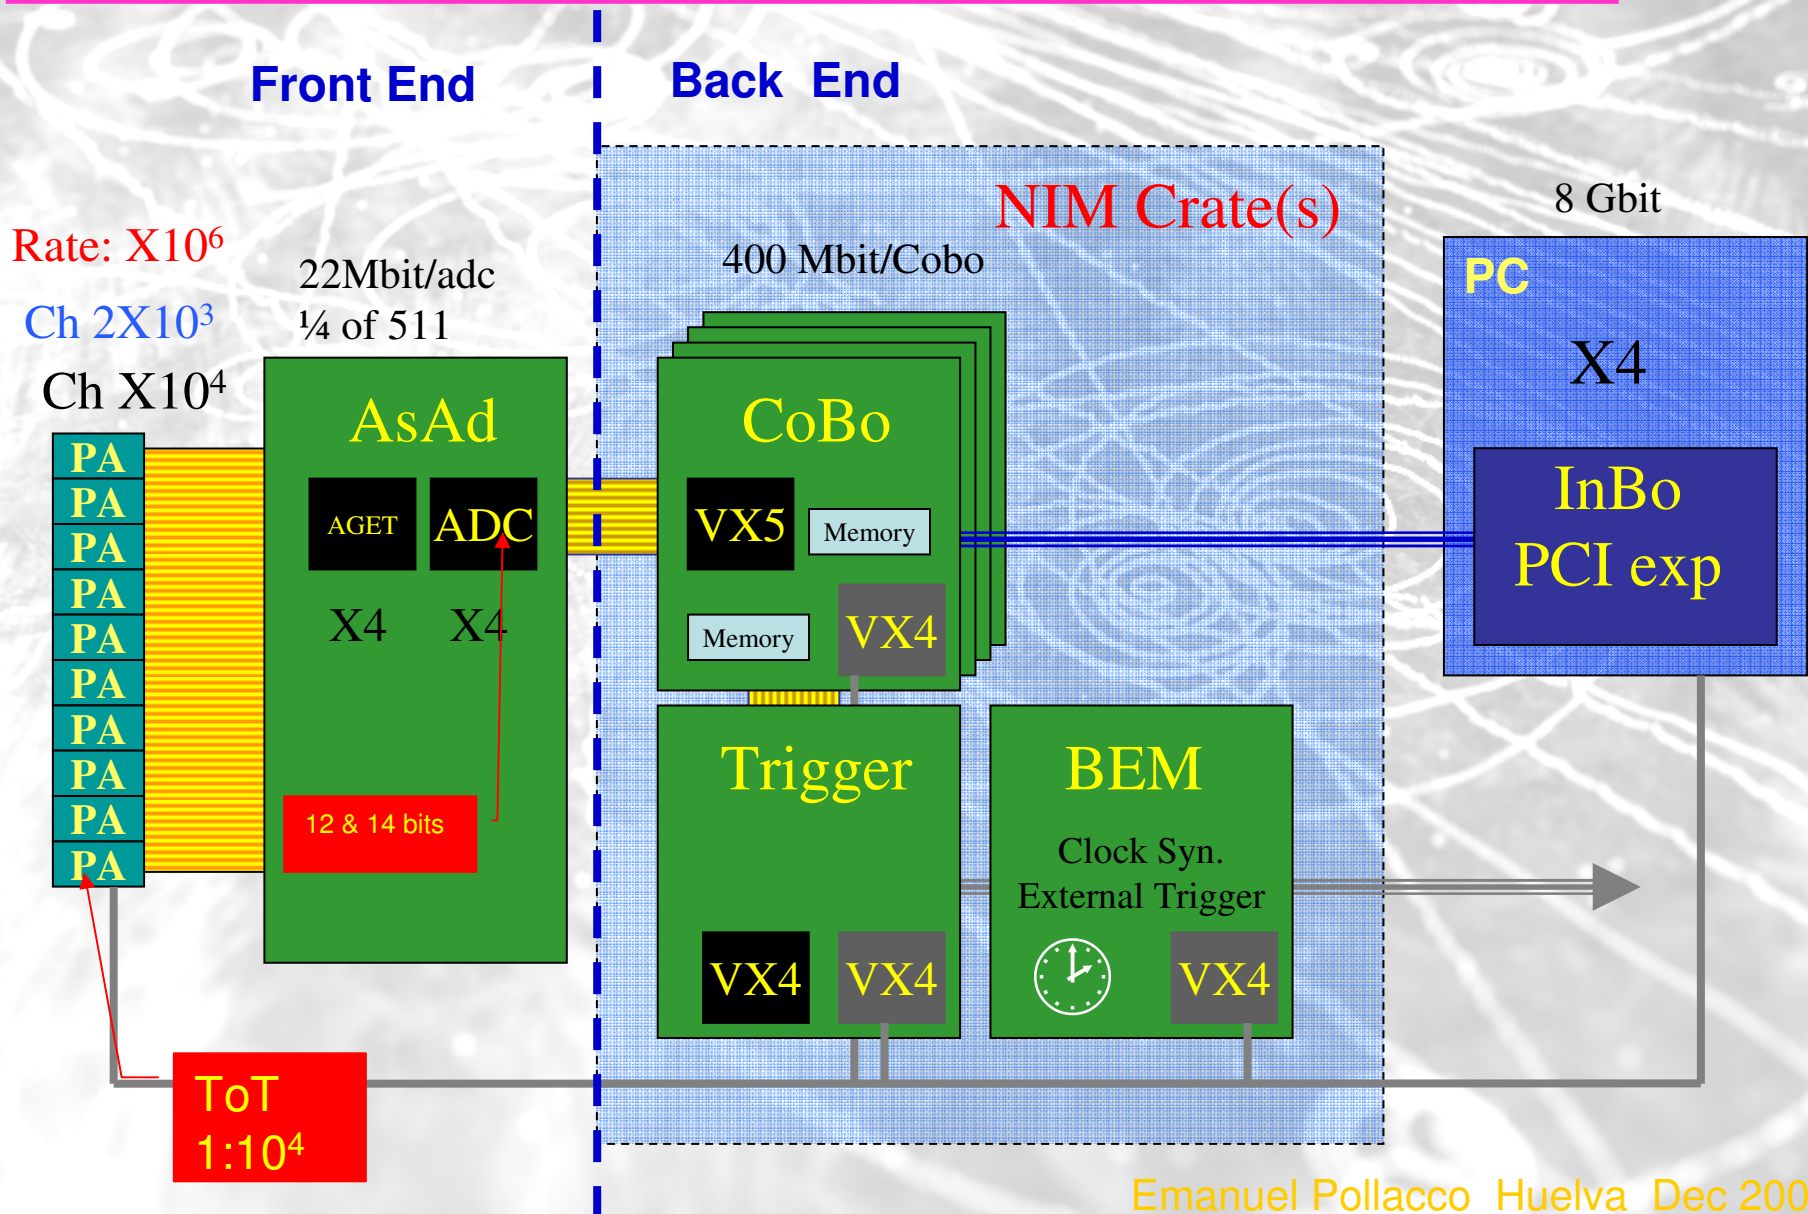 Front End
Back End
NIM Crate(s)
8 Gbit
Rate: X10⁶
22Mbit/adc
400 Mbit/Cobo
Ch 2X10³
¼ of 511
PC
Ch X10⁴
X4
AsAd
CoBo
PA
PA
PA
PA
PA
PA
PA
PA
PA
PA
AGET
ADC
X4
X4
12 & 14 bits
VX5
Memory
Memory
VX4
InBo
PCI exp
Trigger
VX4
VX4
BEM
Clock Syn.
External Trigger
VX4
ToT
1:10⁴
Emanuel Pollacco Huelva Dec 200